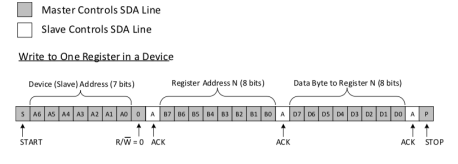 Master Controls SDA Line
Slave Controls SDA Line
Write to One Register in a Device
Device (Slave) Address (7 bits) Register Address N (8 bits) Data Byte to Register N (8 bits)
S A6 A5 A4 A3 A2 A1 A0 0 A B7 B6 B5 B4 B3 B2 B1 B0 A D7 D6 D5 D4 D3 D2 D1 D0 A P
START R/W̅ = 0 ACK ACK ACK STOP